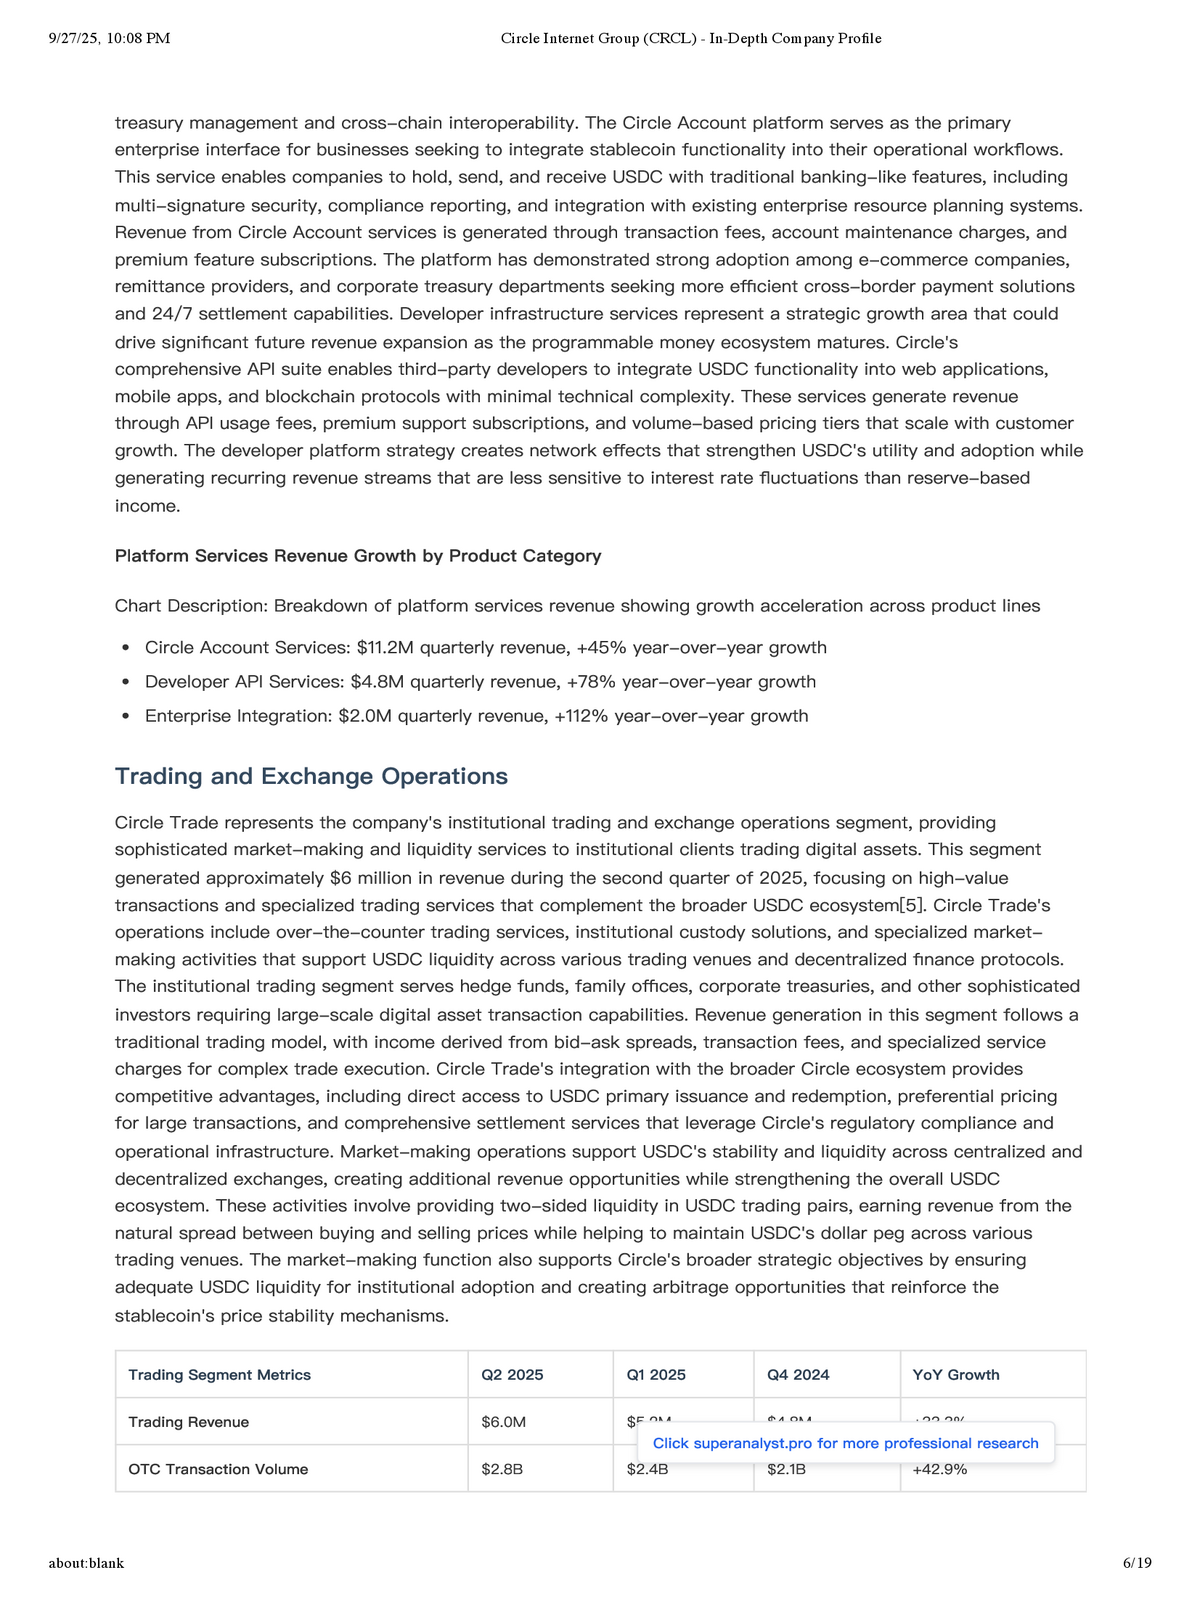 9/27/25, 10:08 PM
Circle Internet Group (CRCL) - In-Depth Company Profile
treasury management and cross-chain interoperability. The Circle Account platform serves as the primary
enterprise interface for businesses seeking to integrate stablecoin functionality into their operational workflows.
This service enables companies to hold, send, and receive USDC with traditional banking-like features, including
multi-signature security, compliance reporting, and integration with existing enterprise resource planning systems.
Revenue from Circle Account services is generated through transaction fees, account maintenance charges, and
premium feature subscriptions. The platform has demonstrated strong adoption among e-commerce companies,
remittance providers, and corporate treasury departments seeking more efficient cross-border payment solutions
and 24/7 settlement capabilities. Developer infrastructure services represent a strategic growth area that could
drive significant future revenue expansion as the programmable money ecosystem matures. Circle's
comprehensive API suite enables third-party developers to integrate USDC functionality into web applications,
mobile apps, and blockchain protocols with minimal technical complexity. These services generate revenue
through API usage fees, premium support subscriptions, and volume-based pricing tiers that scale with customer
growth. The developer platform strategy creates network effects that strengthen USDC's utility and adoption while
generating recurring revenue streams that are less sensitive to interest rate fluctuations than reserve-based
income.
Platform Services Revenue Growth by Product Category
Chart Description: Breakdown of platform services revenue showing growth acceleration across product lines
• Circle Account Services: $11.2M quarterly revenue, +45% year-over-year growth
• Developer API Services: $4.8M quarterly revenue, +78% year-over-year growth
• Enterprise Integration: $2.0M quarterly revenue, +112% year-over-year growth
Trading and Exchange Operations
Circle Trade represents the company's institutional trading and exchange operations segment, providing
sophisticated market-making and liquidity services to institutional clients trading digital assets. This segment
generated approximately $6 million in revenue during the second quarter of 2025, focusing on high-value
transactions and specialized trading services that complement the broader USDC ecosystem[5]. Circle Trade's
operations include over-the-counter trading services, institutional custody solutions, and specialized market-
making activities that support USDC liquidity across various trading venues and decentralized finance protocols.
The institutional trading segment serves hedge funds, family offices, corporate treasuries, and other sophisticated
investors requiring large-scale digital asset transaction capabilities. Revenue generation in this segment follows a
traditional trading model, with income derived from bid-ask spreads, transaction fees, and specialized service
charges for complex trade execution. Circle Trade's integration with the broader Circle ecosystem provides
competitive advantages, including direct access to USDC primary issuance and redemption, preferential pricing
for large transactions, and comprehensive settlement services that leverage Circle's regulatory compliance and
operational infrastructure. Market-making operations support USDC's stability and liquidity across centralized and
decentralized exchanges, creating additional revenue opportunities while strengthening the overall USDC
ecosystem. These activities involve providing two-sided liquidity in USDC trading pairs, earning revenue from the
natural spread between buying and selling prices while helping to maintain USDC's dollar peg across various
trading venues. The market-making function also supports Circle's broader strategic objectives by ensuring
adequate USDC liquidity for institutional adoption and creating arbitrage opportunities that reinforce the
stablecoin's price stability mechanisms.
Trading Segment Metrics Q2 2025 Q1 2025 Q4 2024 YoY Growth
Trading Revenue $6.0M
Click superanalyst.pro for more professional research
OTC Transaction Volume $2.8B $2.4B $2.1B +42.9%
about:blank
6/19